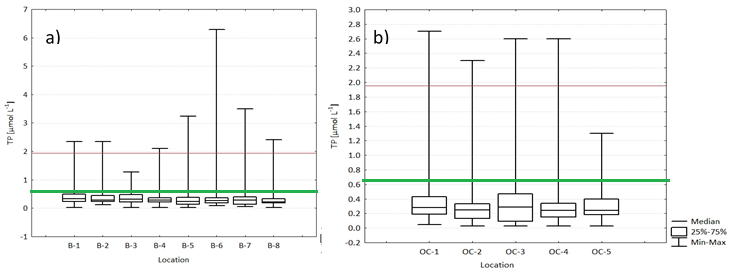 a)
7
6
5
4
3
2
1
0
-1
TP [µmol L-1]
B-1 B-2 B-3 B-4 B-5 B-6 B-7 B-8
Location
b)
3.0
2.8
2.6
2.4
2.2
2.0
1.8
1.6
1.4
1.2
1.0
0.8
0.6
0.4
0.2
0.0
-0.2
TP [µmol L-1]
OC-1 OC-2 OC-3 OC-4 OC-5
Location
Median
25%-75%
Min-Max